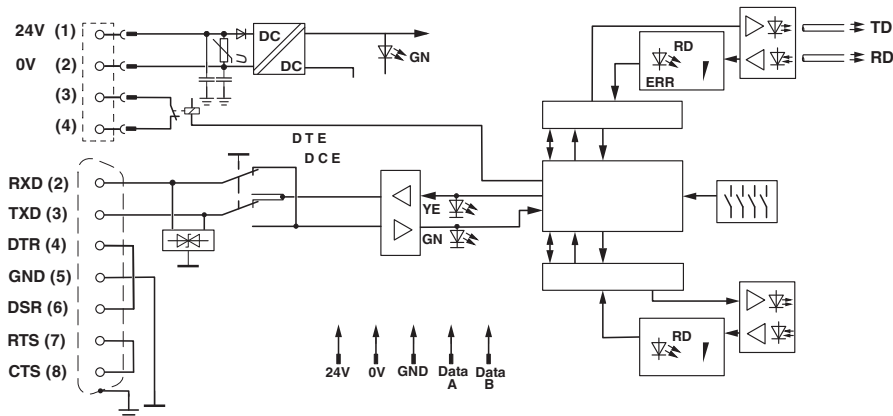 24V (1)
0V (2)
(3)
(4)
DC
DC
U
GN
DTE
DCE
RXD (2)
TXD (3)
DTR (4)
GND (5)
DSR (6)
RTS (7)
CTS (8)
YE
GN
RD
ERR
TD
RD
RD
24V
0V
GND
Data
A
Data
B